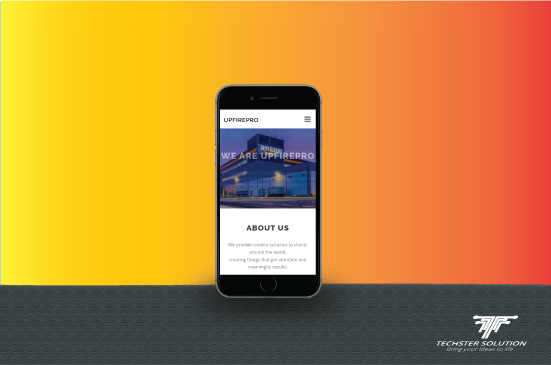 UPFIREPRO
amazon
WE ARE UPFIREPRO
ABOUT US
We provide creative solutions to clients
around the world,
creating things that get attention and
meaningful results.
TECHSTER SOLUTION
Bring your ideas to life